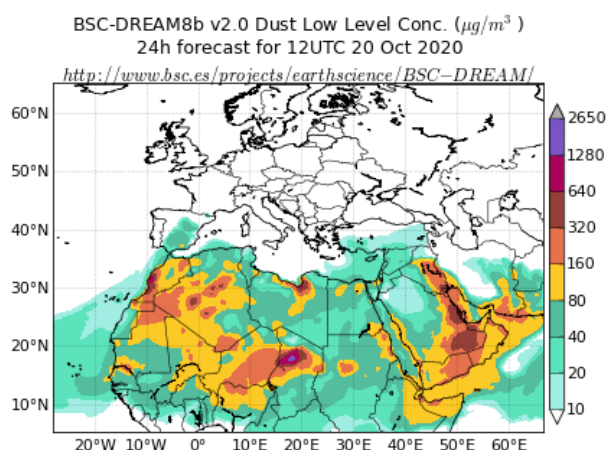 BSC-DREAM8b v2.0 Dust Low Level Conc. (μg/m³ )
24h forecast for 12UTC 20 Oct 2020
http://www.bsc.es/projects/earthscience/BSC−DREAM/
60°N
50°N
40°N
30°N
20°N
10°N
20°W 10°W 0° 10°E 20°E 30°E 40°E 50°E 60°E
2650
1280
640
320
160
80
40
20
10